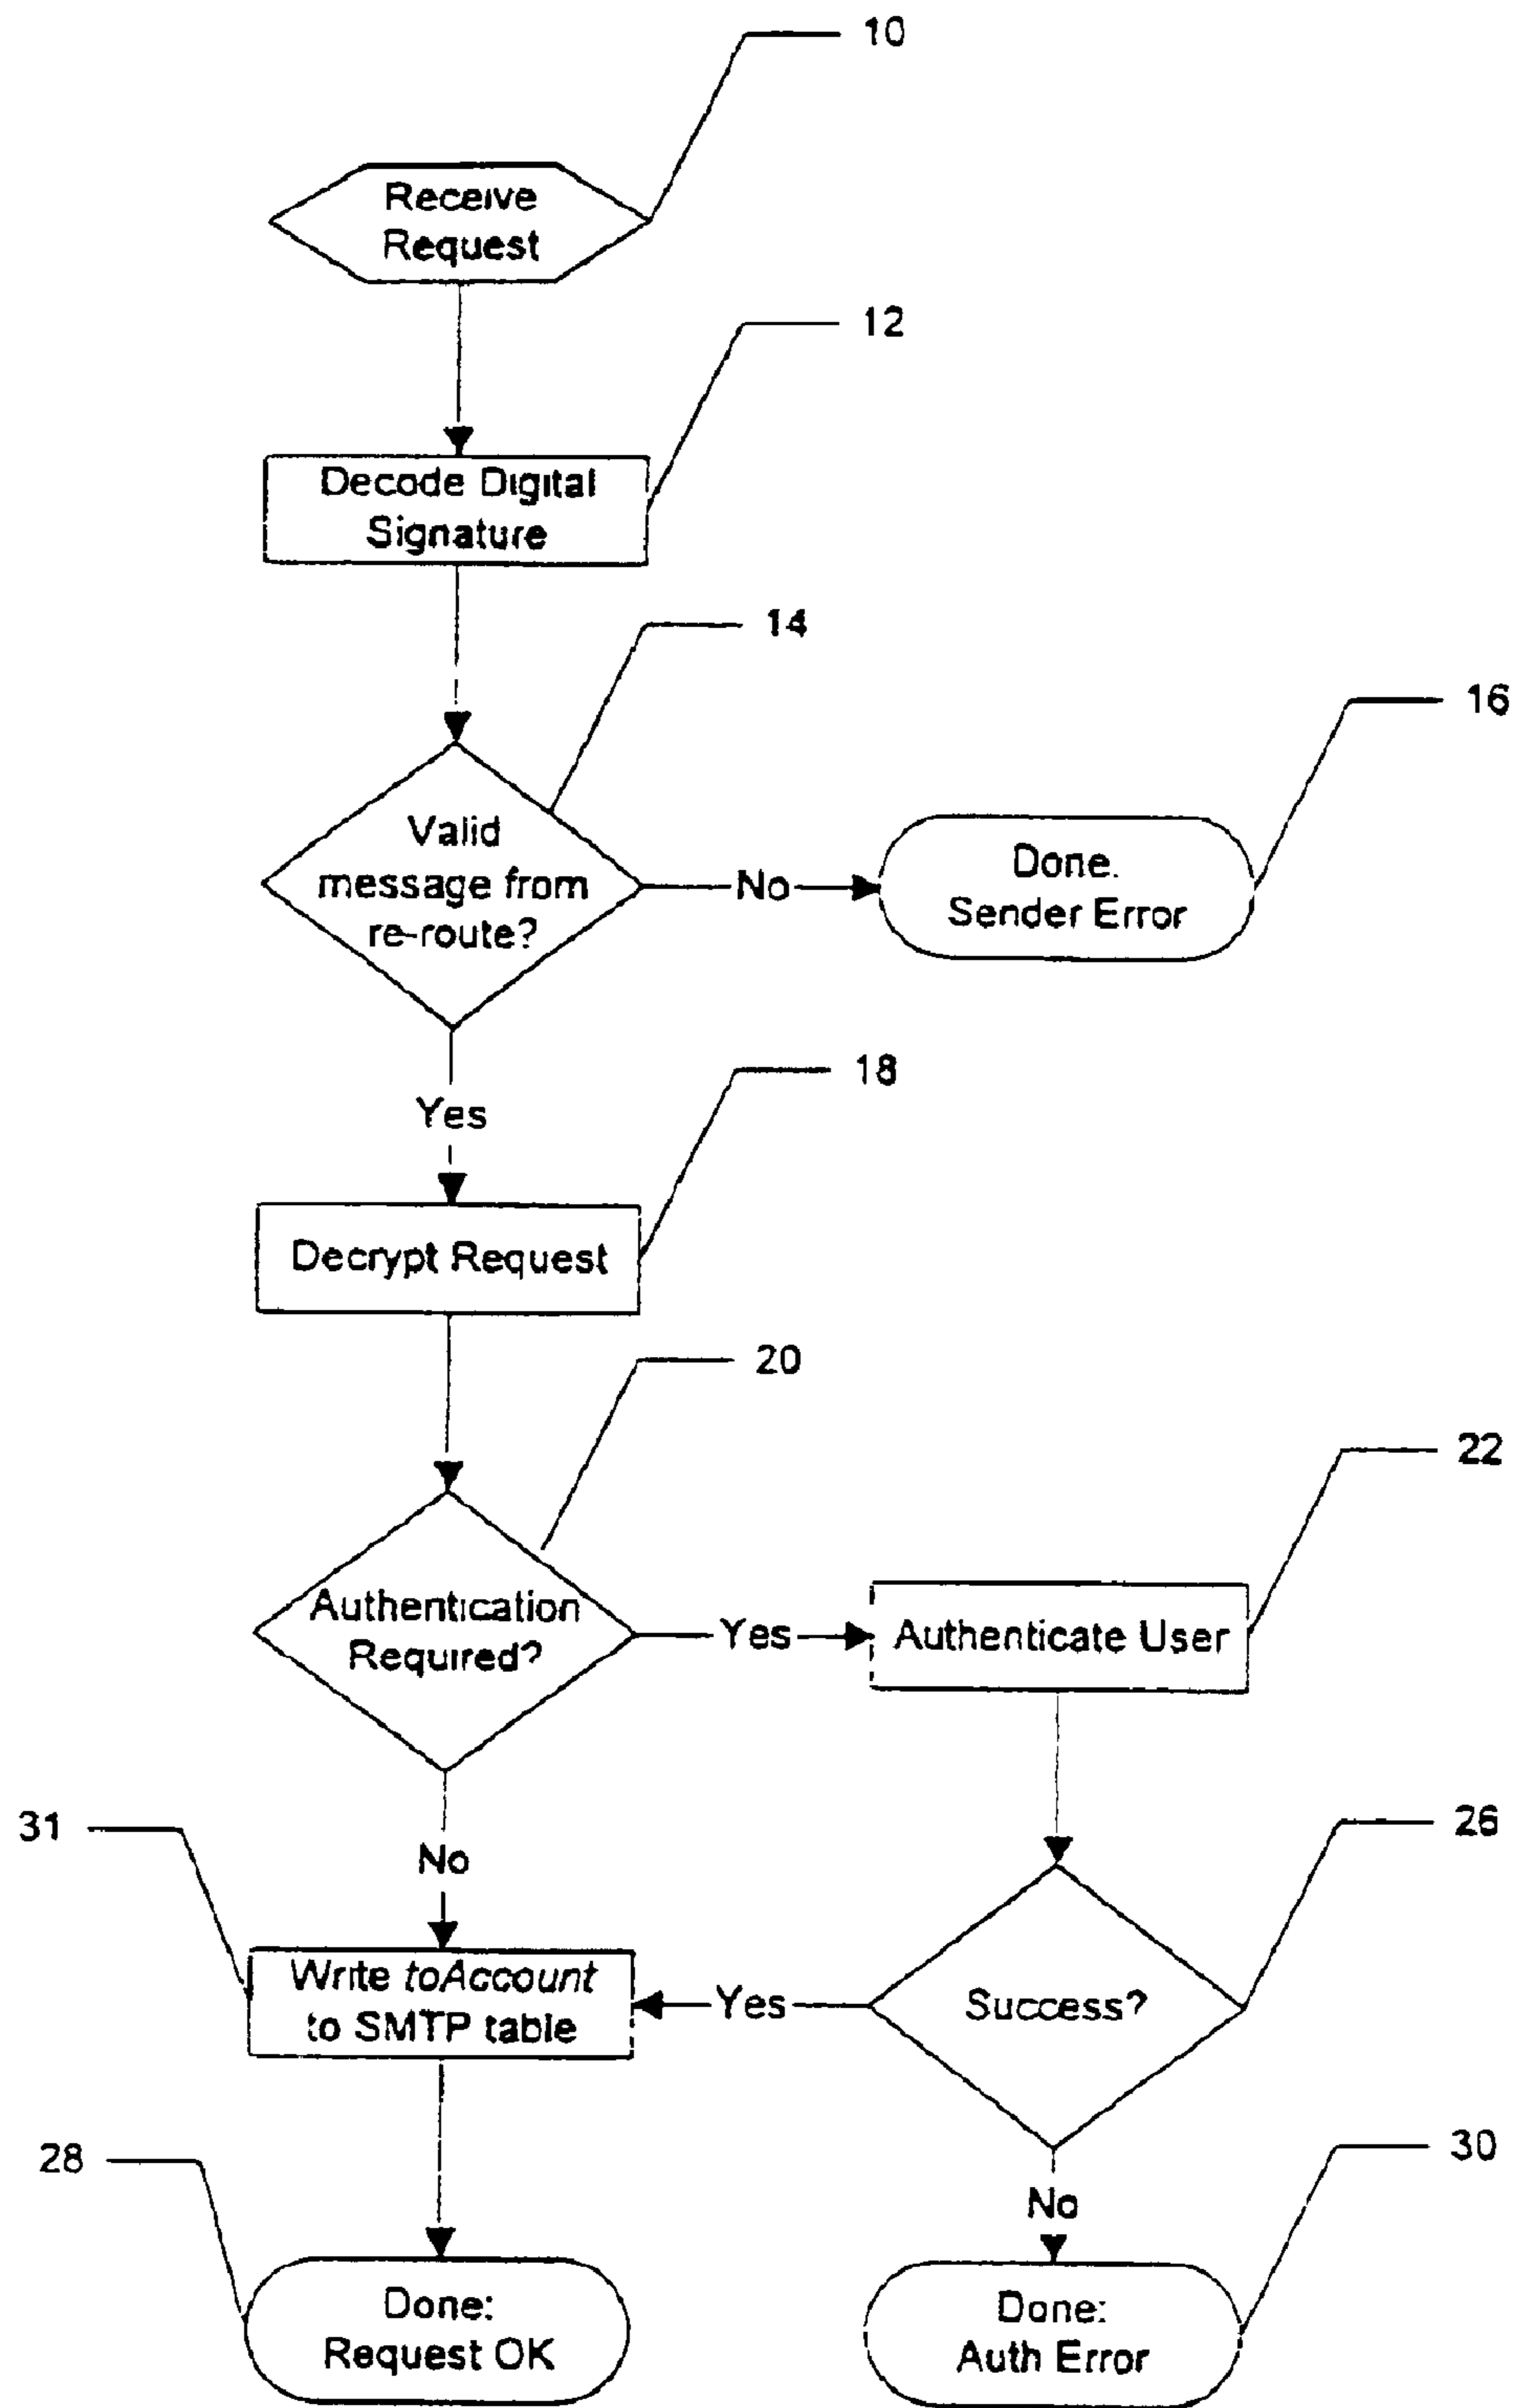 10
Receive
Request
12
Decode Digital
Signature
14
16
Valid
message from
re-route?
No
Done.
Sender Error
18
Yes
Decrypt Request
20
22
Authentication
Required?
Yes
Authenticate User
31
26
No
Write toAccount
to SMTP table
Yes
Success?
28
30
No
Done:
Request OK
Done:
Auth Error